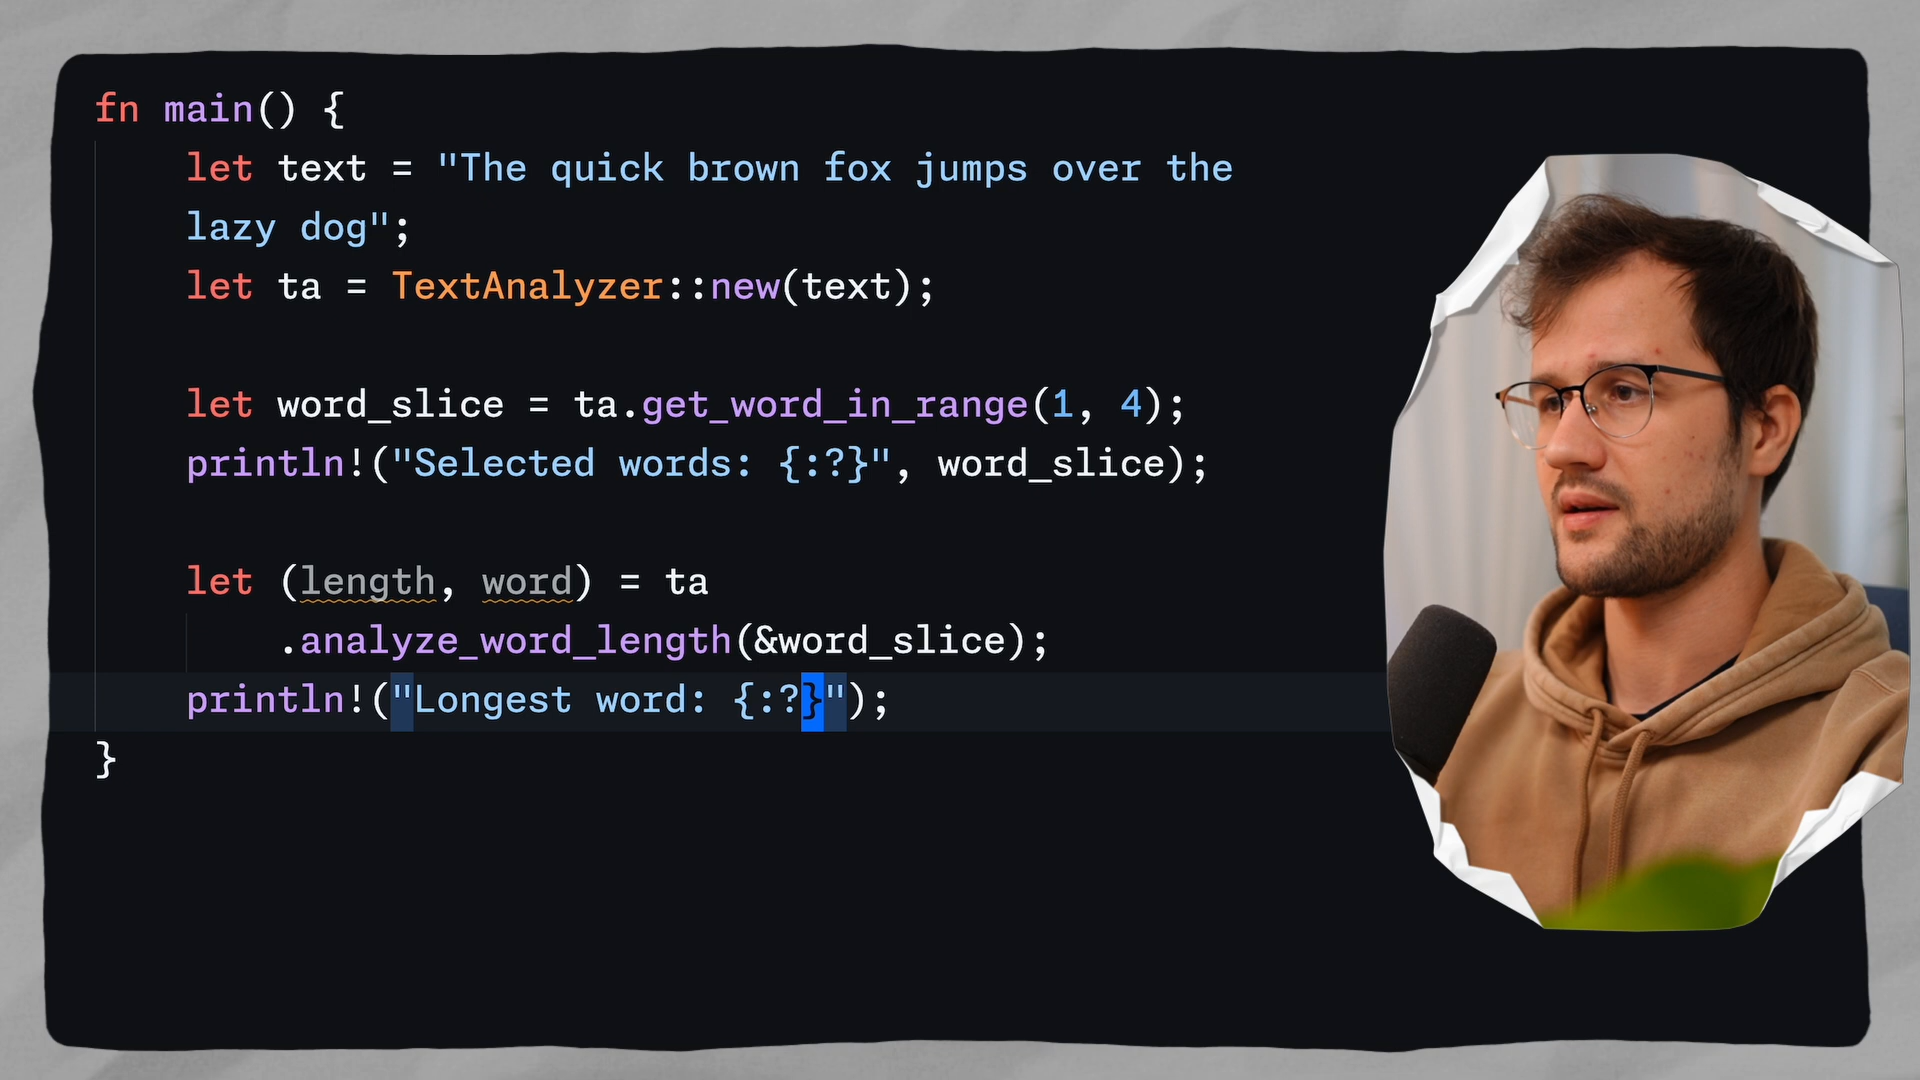 fn main() {
let text = "The quick brown fox jumps over the
lazy dog";
let ta = TextAnalyzer::new(text);
let word_slice = ta.get_word_in_range(1, 4);
println!("Selected words: {:?}", word_slice);
let (length, word) = ta
.analyze_word_length(&word_slice);
println!("Longest word: {:?}");
}